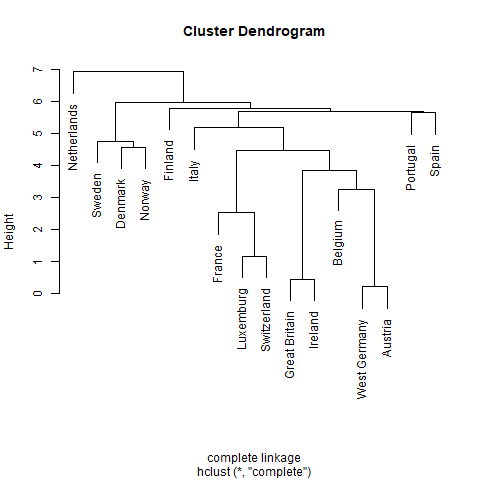 Cluster Dendrogram
Height
7
6
5
4
3
2
1
0
Netherlands
Sweden
Denmark
Norway
Finland
Italy
France
Luxemburg
Switzerland
Great Britain
Ireland
Belgium
West Germany
Austria
Portugal
Spain
complete linkage
hclust (*, "complete")